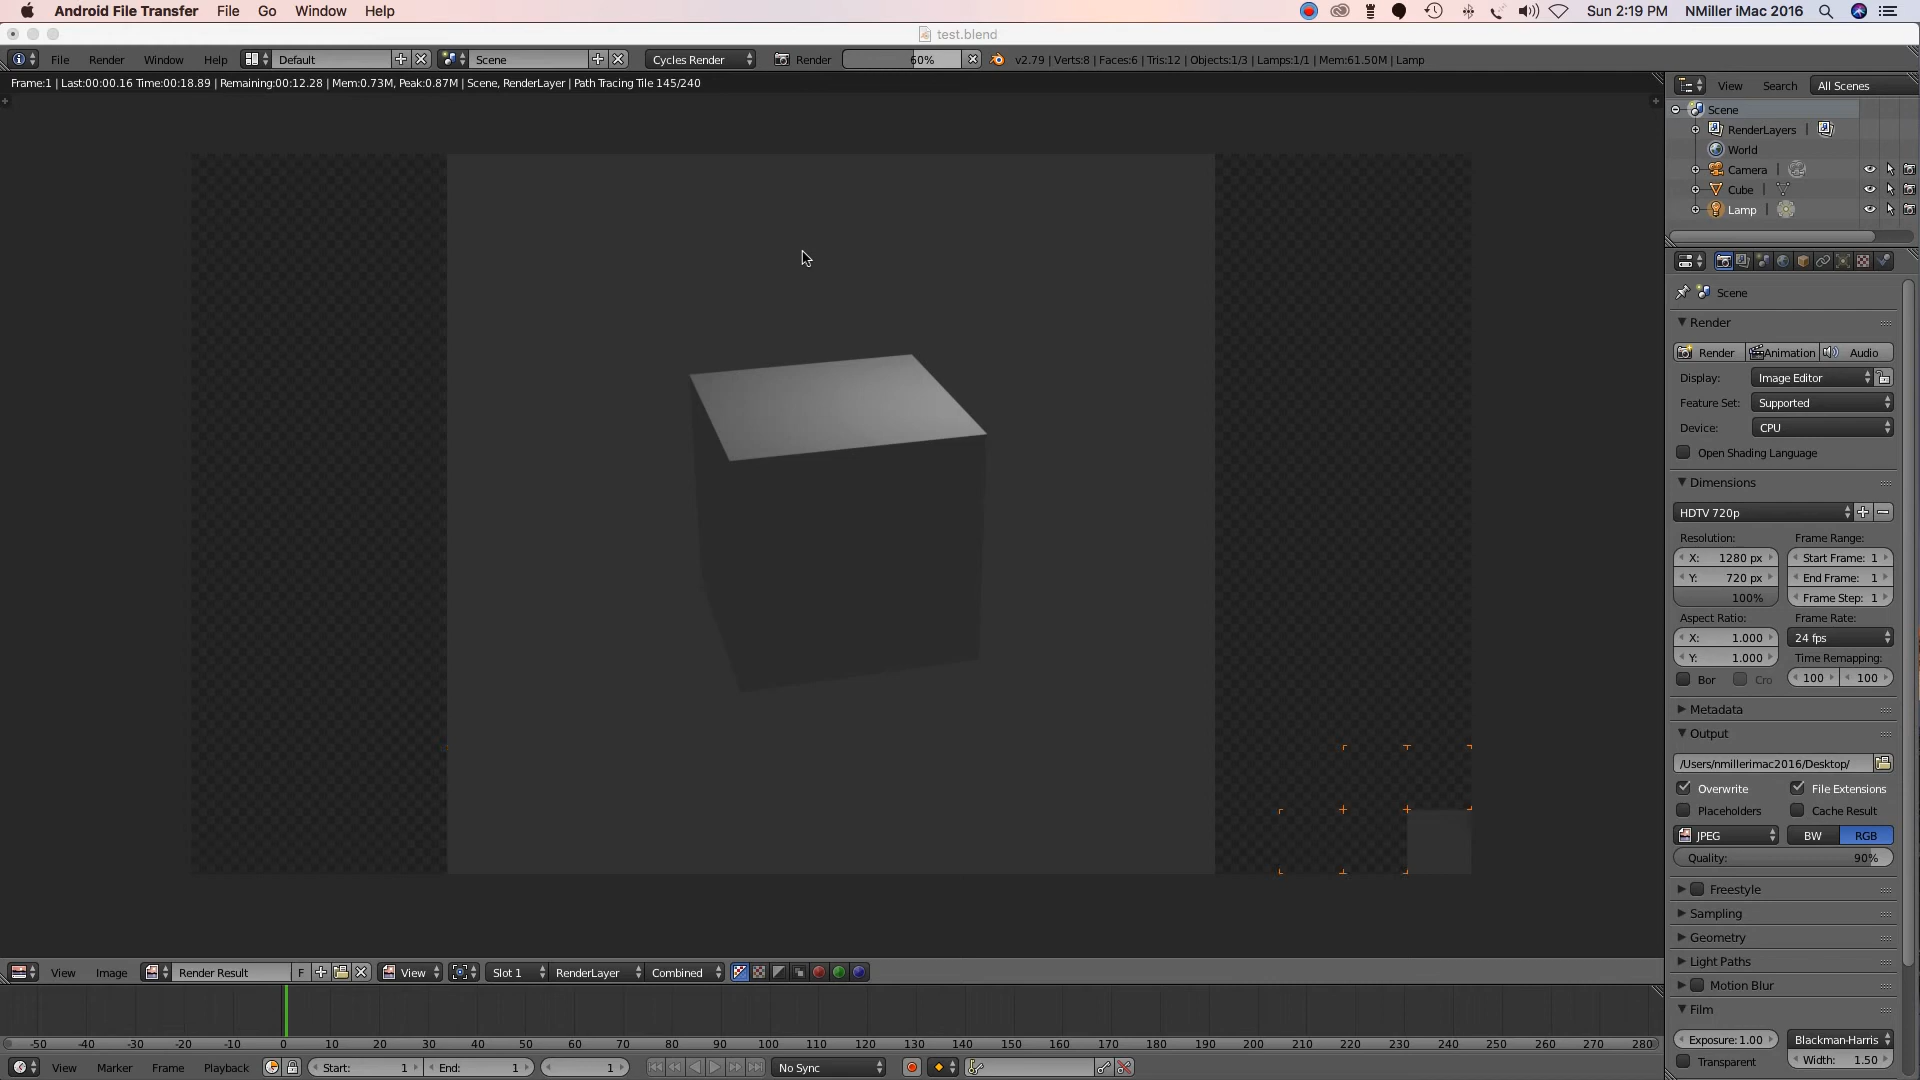 Android File Transfer File Go Window Help Sun 2:19 PM NMiller iMac 2016
test.blend
File Render Window Help Default Scene Cycles Render Render 60% v2.79 | Verts:8 | Faces:6 | Tris:12 | Objects:1/3 | Lamps:1/1 | Mem:61.50M | Lamp
Frame:1 | Last:00:00.16 Time:00:18.89 | Remaining:00:12.28 | Mem:0.73M, Peak:0.87M | Scene, RenderLayer | Path Tracing Tile 145/240
View Search All Scenes
Scene
RenderLayers |
World
Camera |
Cube |
Lamp |
Scene
Render
Render Animation Audio
Display: Image Editor
Feature Set: Supported
Device: CPU
Open Shading Language
Dimensions
HDTV 720p
Resolution: Frame Range:
X: 1280 px Start Frame: 1
Y: 720 px End Frame: 1
100% Frame Step: 1
Aspect Ratio: Frame Rate:
X: 1.000 24 fps
Y: 1.000 Time Remapping:
Bor Cro 100 100
Metadata
Output
/Users/nmillerimac2016/Desktop/
Overwrite File Extensions
Placeholders Cache Result
JPEG BW RGB
Quality: 90%
Freestyle
Sampling
Geometry
Light Paths
Motion Blur
Film
Exposure: 1.00 Blackman-Harris
Transparent Width: 1.50
View Image Render Result F View Slot 1 RenderLayer Combined
-50 -40 -30 -20 -10 0 10 20 30 40 50 60 70 80 90 100 110 120 130 140 150 160 170 180 190 200 210 220 230 240 250 260 270 280
View Marker Frame Playback Start: 1 End: 1 1 No Sync